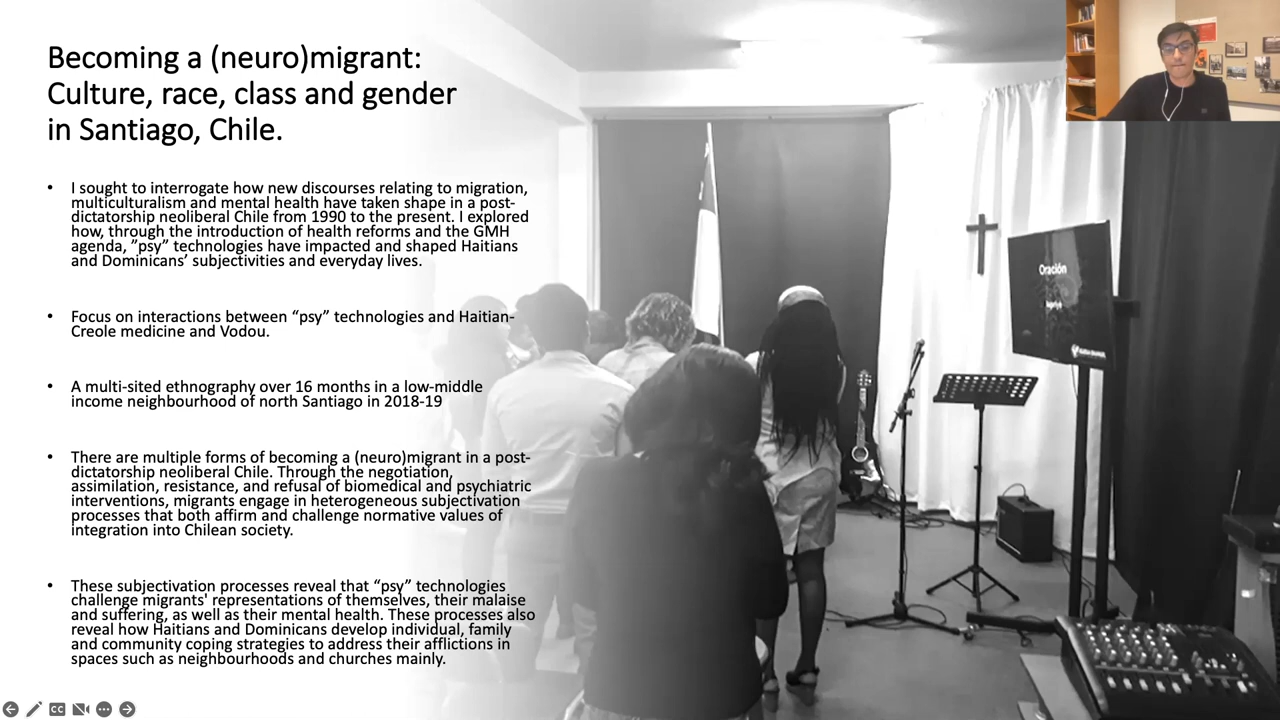 Becoming a (neuro)migrant:
Culture, race, class and gender
in Santiago, Chile.
• I sought to interrogate how new discourses relating to migration,
multiculturalism and mental health have taken shape in a post-
dictatorship neoliberal Chile from 1990 to the present. I explored
how, through the introduction of health reforms and the GMH
agenda, ”psy” technologies have impacted and shaped Haitians
and Dominicans’ subjectivities and everyday lives.
• Focus on interactions between “psy” technologies and Haitian-
Creole medicine and Vodou.
• A multi-sited ethnography over 16 months in a low-middle
income neighbourhood of north Santiago in 2018-19
• There are multiple forms of becoming a (neuro)migrant in a post-
dictatorship neoliberal Chile. Through the negotiation,
assimilation, resistance, and refusal of biomedical and psychiatric
interventions, migrants engage in heterogeneous subjectivation
processes that both affirm and challenge normative values of
integration into Chilean society.
• These subjectivation processes reveal that “psy” technologies
challenge migrants' representations of themselves, their malaise
and suffering, as well as their mental health. These processes also
reveal how Haitians and Dominicans develop individual, family
and community coping strategies to address their afflictions in
spaces such as neighbourhoods and churches mainly.
Oración
CC